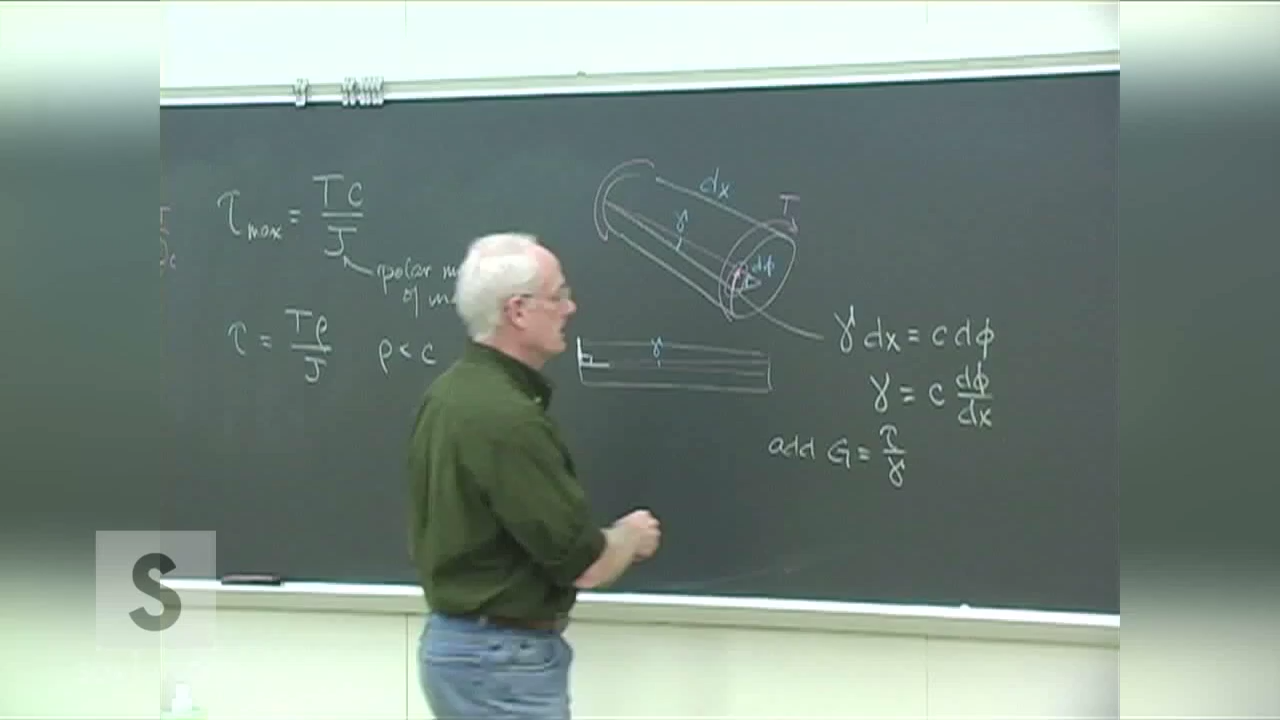 τmax = Tc/J
polar
of
τ = Tρ/J ρ < c
dx
T
γ
dφ
γ
γ dx = c dφ
γ = c dφ/dx
add G = τ/γ
S